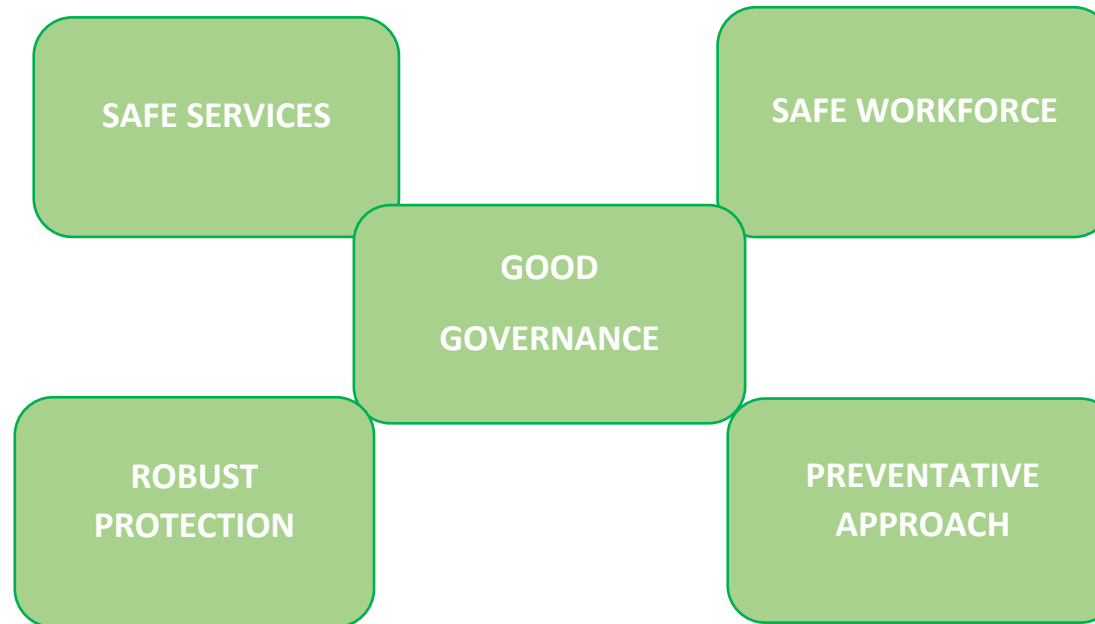 SAFE SERVICES
SAFE WORKFORCE
GOOD
GOVERNANCE
ROBUST
PROTECTION
PREVENTATIVE
APPROACH